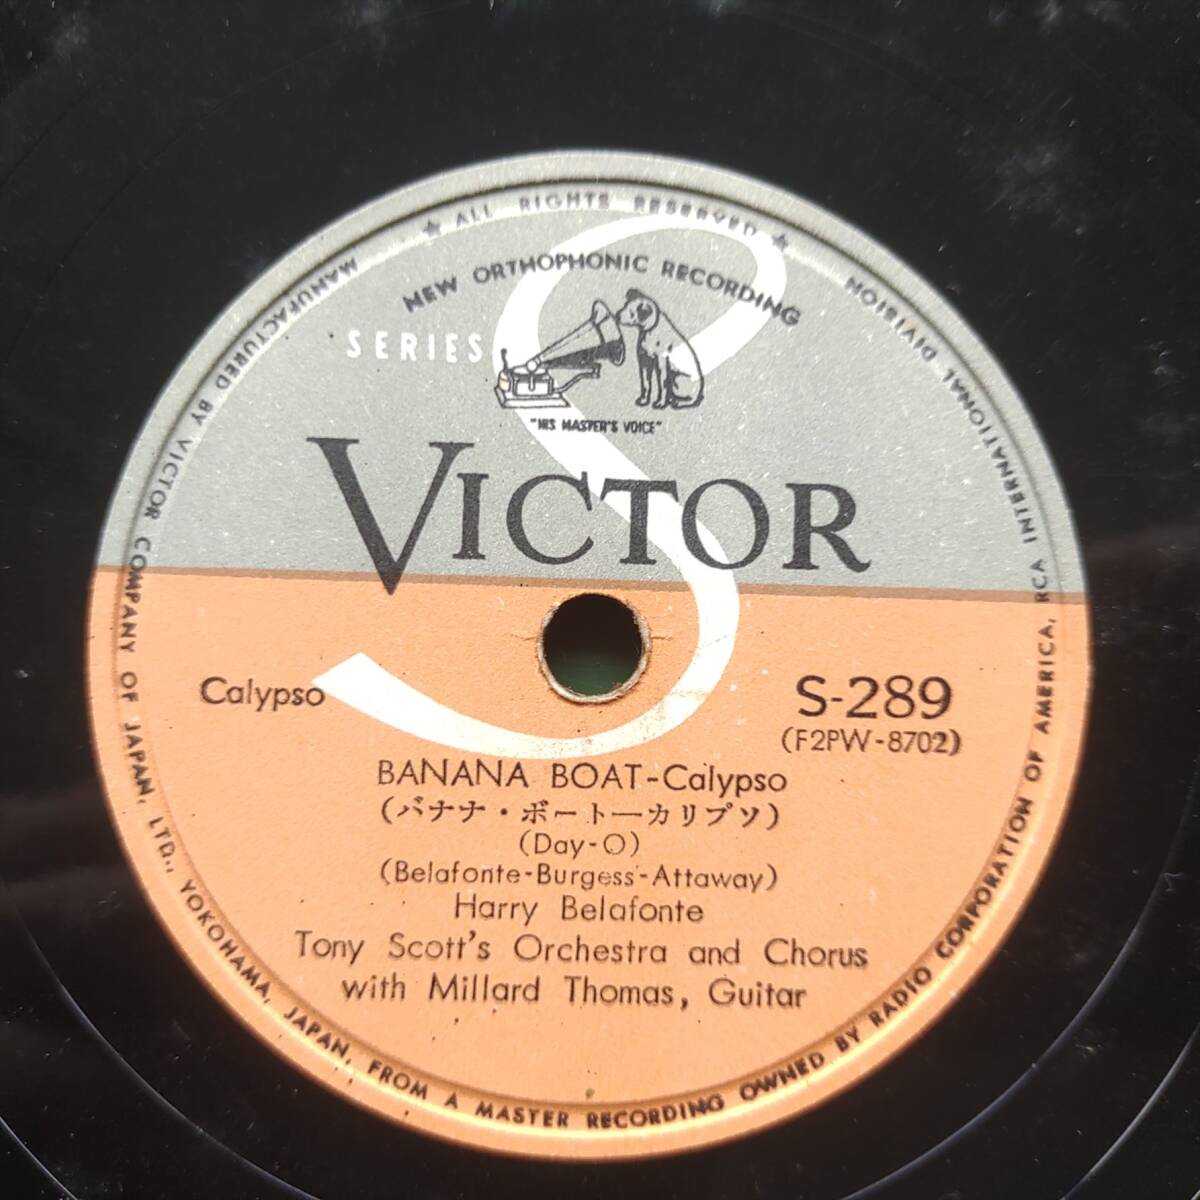 ★ ALL RIGHTS RESERVED ★
NEW ORTHOPHONIC RECORDING
SERIES S
"HIS MASTER'S VOICE"
VICTOR
Calypso
S-289
(F2PW-8702)
BANANA BOAT-Calypso
(バナナ・ボートーカリプソ)
(Day-O)
(Belafonte-Burgess-Attaway)
Harry Belafonte
Tony Scott's Orchestra and Chorus
with Millard Thomas, Guitar
MANUFACTURED BY VICTOR COMPANY OF JAPAN, LTD., YOKOHAMA, JAPAN, FROM A MASTER RECORDING OWNED BY RADIO CORPORATION OF AMERICA, RCA INTERNATIONAL DIVISION